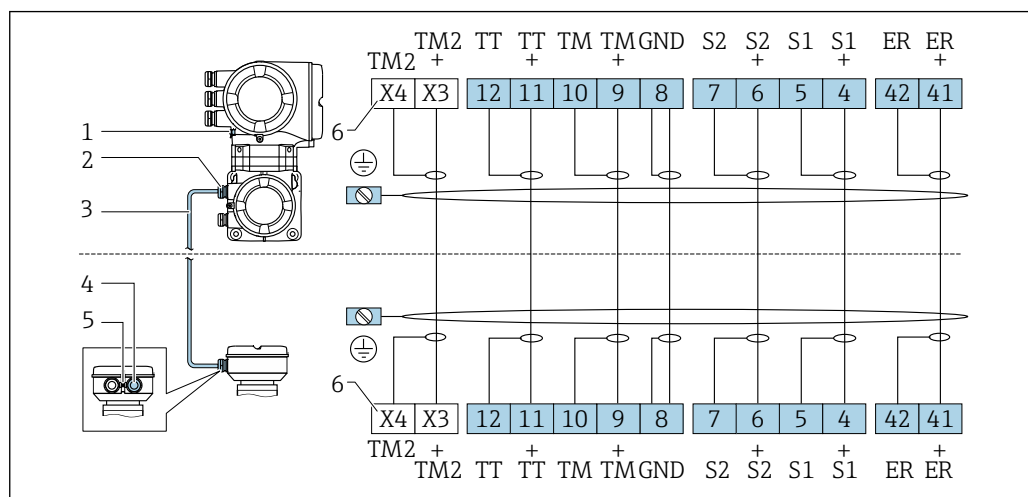 TM2 TT TT TM TM GND S2 S2 S1 S1 ER ER
TM2 + + + + + +
X4 X3 12 11 10 9 8 7 6 5 4 42 41
6
1
2
3
4
5
6
X4 X3 12 11 10 9 8 7 6 5 4 42 41
TM2 + + + + + +
TM2 TT TT TM TM GND S2 S2 S1 S1 ER ER